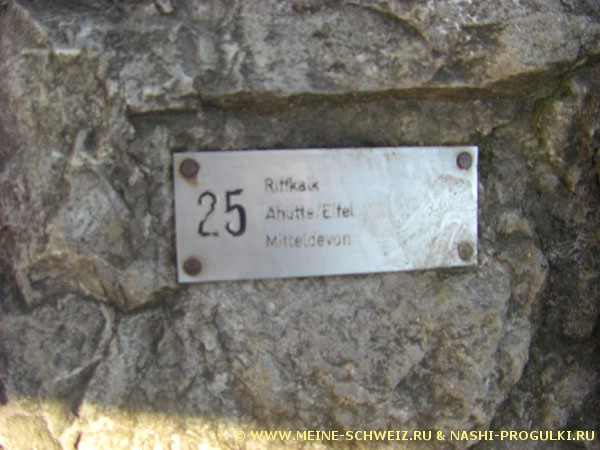 25
Riffkalk
Ahütte/Eifel
Mitteldevon
© WWW.MEINE-SCHWEIZ.RU & NASHI-PROGULKI.RU